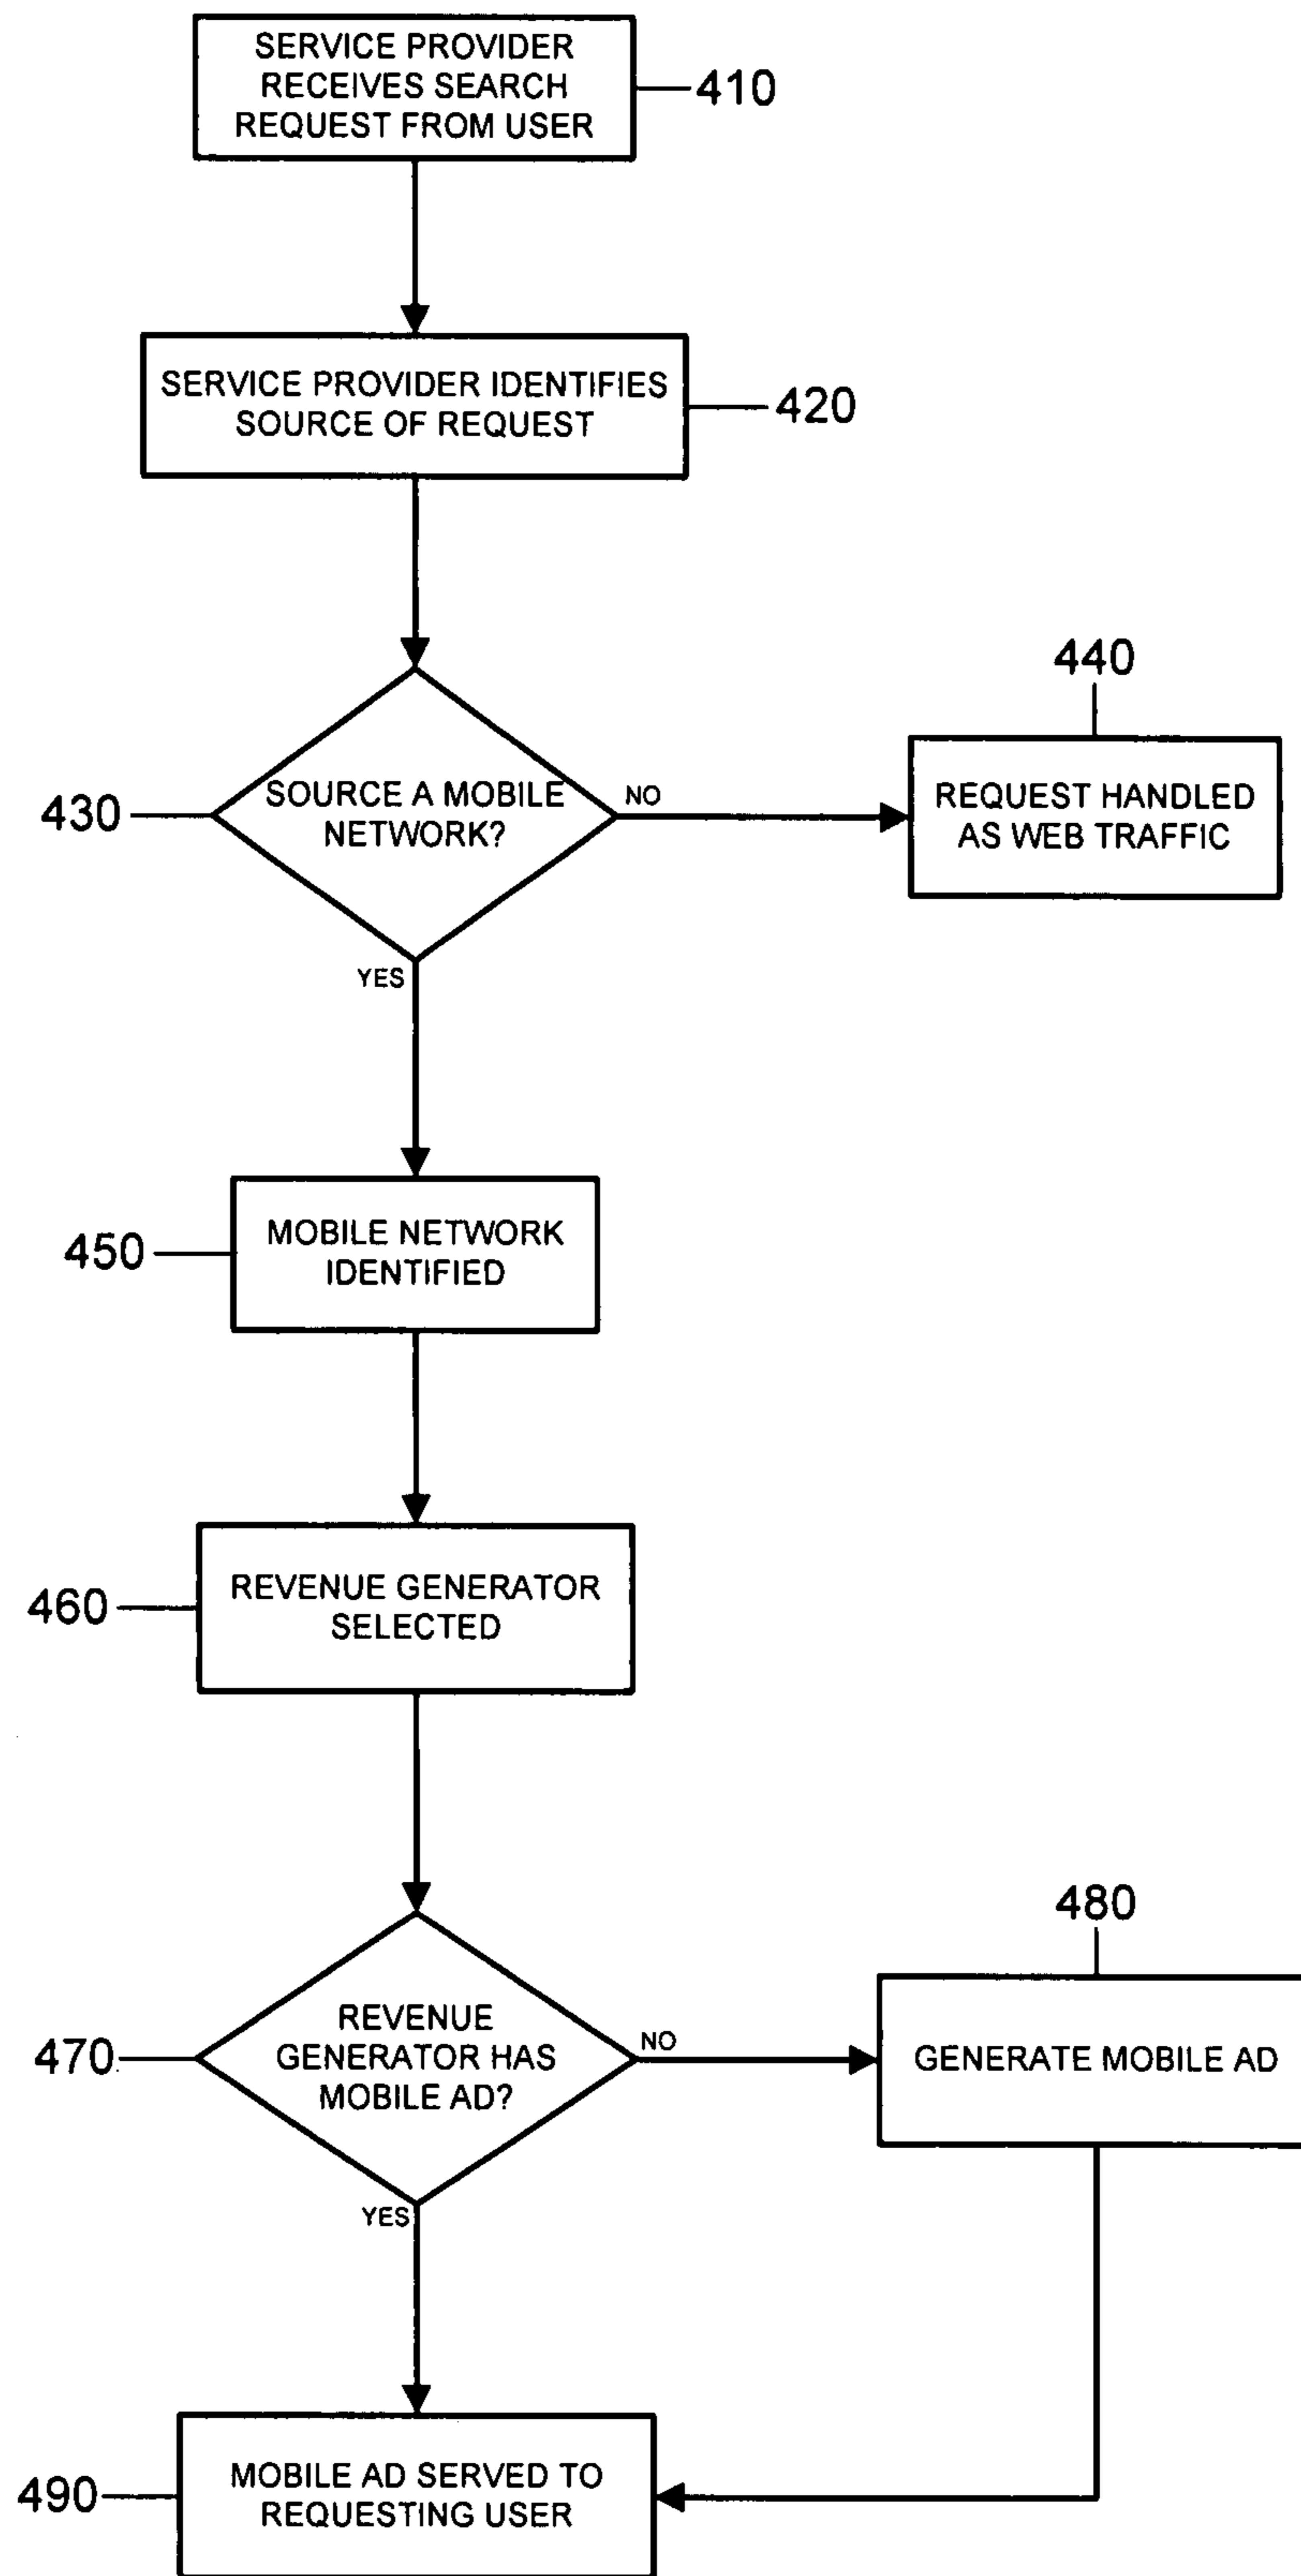 SERVICE PROVIDER
RECEIVES SEARCH
REQUEST FROM USER
410
SERVICE PROVIDER IDENTIFIES
SOURCE OF REQUEST
420
440
430
SOURCE A MOBILE
NETWORK?
NO
REQUEST HANDLED
AS WEB TRAFFIC
YES
450
MOBILE NETWORK
IDENTIFIED
460
REVENUE GENERATOR
SELECTED
480
470
REVENUE
GENERATOR HAS
MOBILE AD?
NO
GENERATE MOBILE AD
YES
490
MOBILE AD SERVED TO
REQUESTING USER